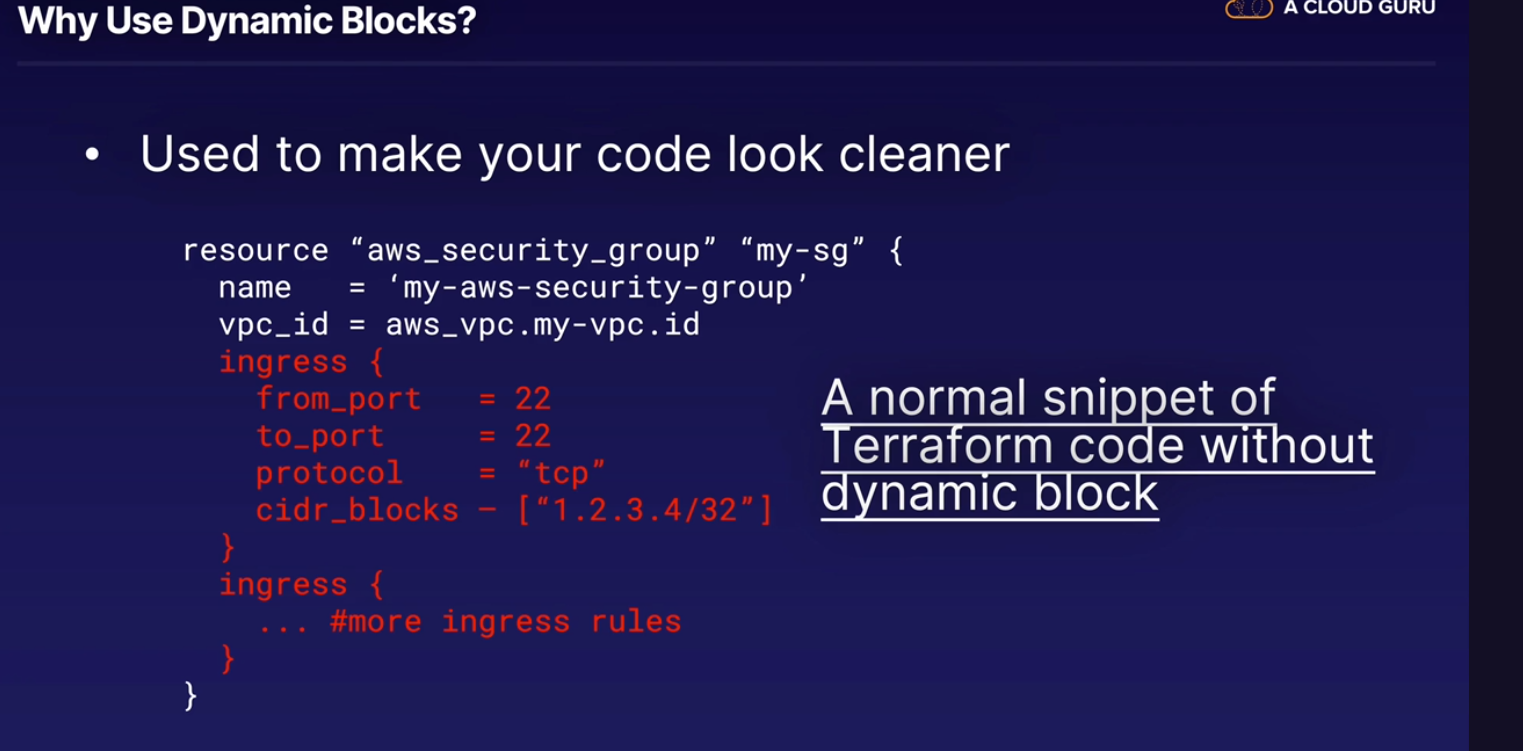 Why Use Dynamic Blocks?
A CLOUD GURU
• Used to make your code look cleaner
resource “aws_security_group” “my-sg” {
  name   = ‘my-aws-security-group’
  vpc_id = aws_vpc.my-vpc.id
  ingress {
    from_port   = 22
    to_port     = 22
    protocol    = “tcp”
    cidr_blocks – [“1.2.3.4/32”]
  }
  ingress {
    ... #more ingress rules
  }
}
A normal snippet of
Terraform code without
dynamic block